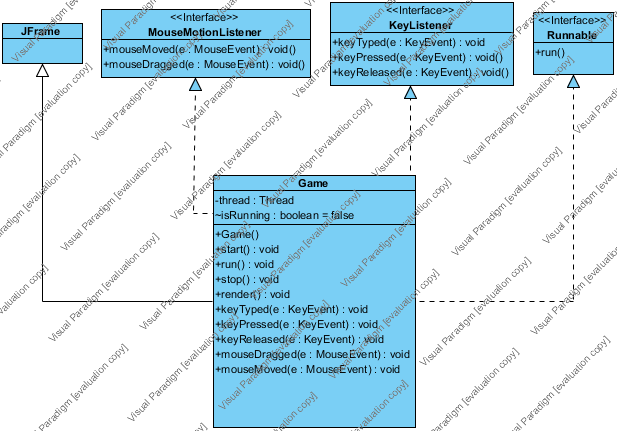 JFrame
<<Interface>>
MouseMotionListener
+mouseMoved(e : MouseEvent) : void()
+mouseDragged(e : MouseEvent) : void()
<<Interface>>
KeyListener
+keyTyped(e : KeyEvent) : void
+keyPressed(e : KeyEvent) : void()
+keyReleased(e : KeyEvent) : void()
<<Interface>>
Runnable
+run()
Game
-thread : Thread
~isRunning : boolean = false
+Game()
+start() : void
+run() : void
+stop() : void
+render() : void
+keyTyped(e : KeyEvent) : void
+keyPressed(e : KeyEvent) : void
+keyReleased(e : KeyEvent) : void
+mouseDragged(e : MouseEvent) : void
+mouseMoved(e : MouseEvent) : void
Visual Paradigm [evaluation copy]